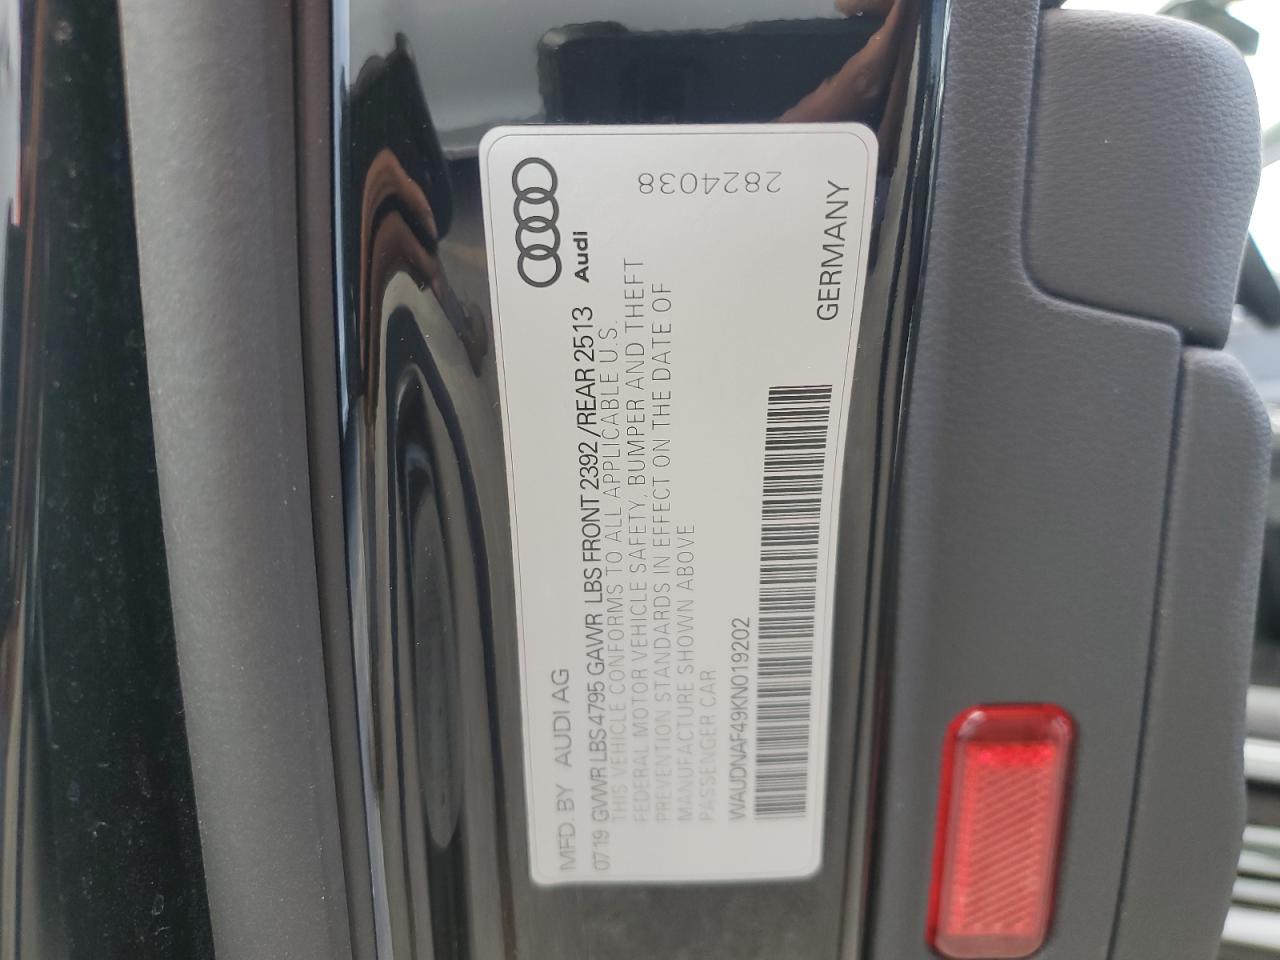 Audi
MFD. BY AUDI AG
07 19 GVWR LBS 4795 GAWR LBS FRONT 2392 /REAR 2513
THIS VEHICLE CONFORMS TO ALL APPLICABLE U.S.
FEDERAL MOTOR VEHICLE SAFETY, BUMPER AND THEFT
PREVENTION STANDARDS IN EFFECT ON THE DATE OF
MANUFACTURE SHOWN ABOVE
PASSENGER CAR
WAUDNAF49KN019202
GERMANY
2824038